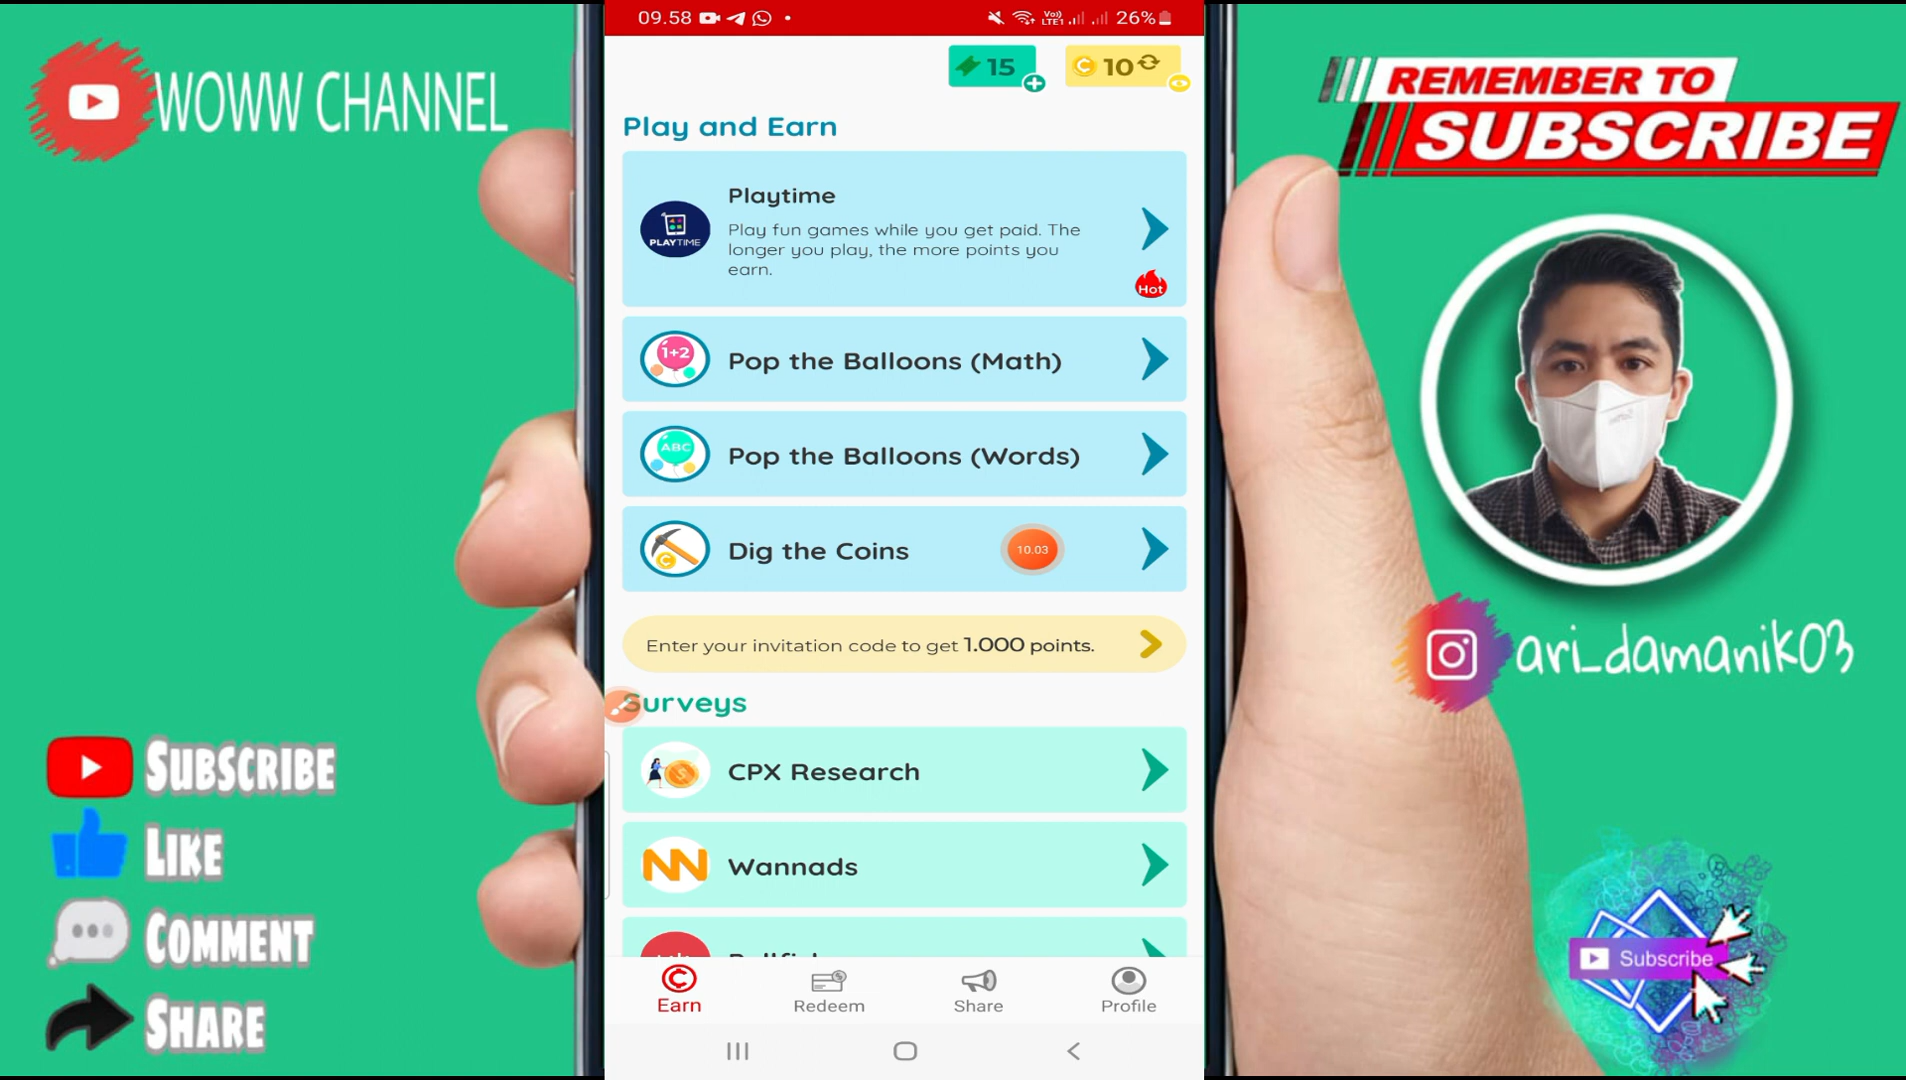 WOWW CHANNEL
09.58
Vo))
LTE1
26%
15
10
Play and Earn
PLAYTIME
Playtime
Play fun games while you get paid. The
longer you play, the more points you
earn.
Hot
1+2
Pop the Balloons (Math)
ABC
Pop the Balloons (Words)
Dig the Coins
10.03
Enter your invitation code to get 1.000 points.
Surveys
CPX Research
Wannads
Earn
Redeem
Share
Profile
SUBSCRIBE
LIKE
COMMENT
SHARE
REMEMBER TO
SUBSCRIBE
ari_damanik03
Subscribe